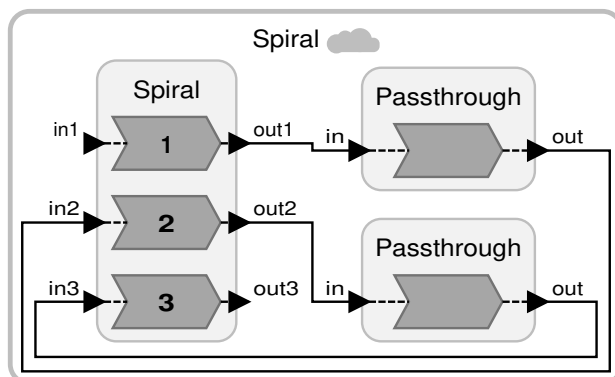 Spiral
Spiral
Passthrough
in1
1
out1
in
out
in2
2
out2
Passthrough
in3
3
out3
in
out